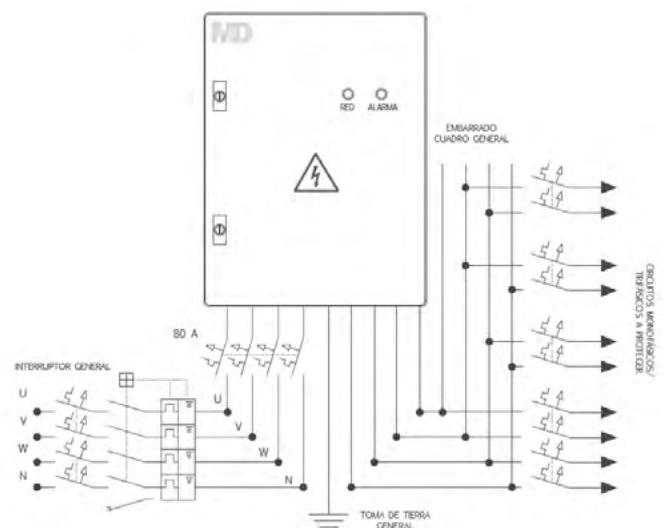 MD
RED
ALARMA
EMBARRADO
CUADRO GENERAL
CIRCUITOS MONOFÁSICOS/
TRIFÁSICOS A PROTEGER
80 A
INTERRUPTOR GENERAL
U
V
W
N
U
V
W
N
TOMA DE TIERRA
GENERAL